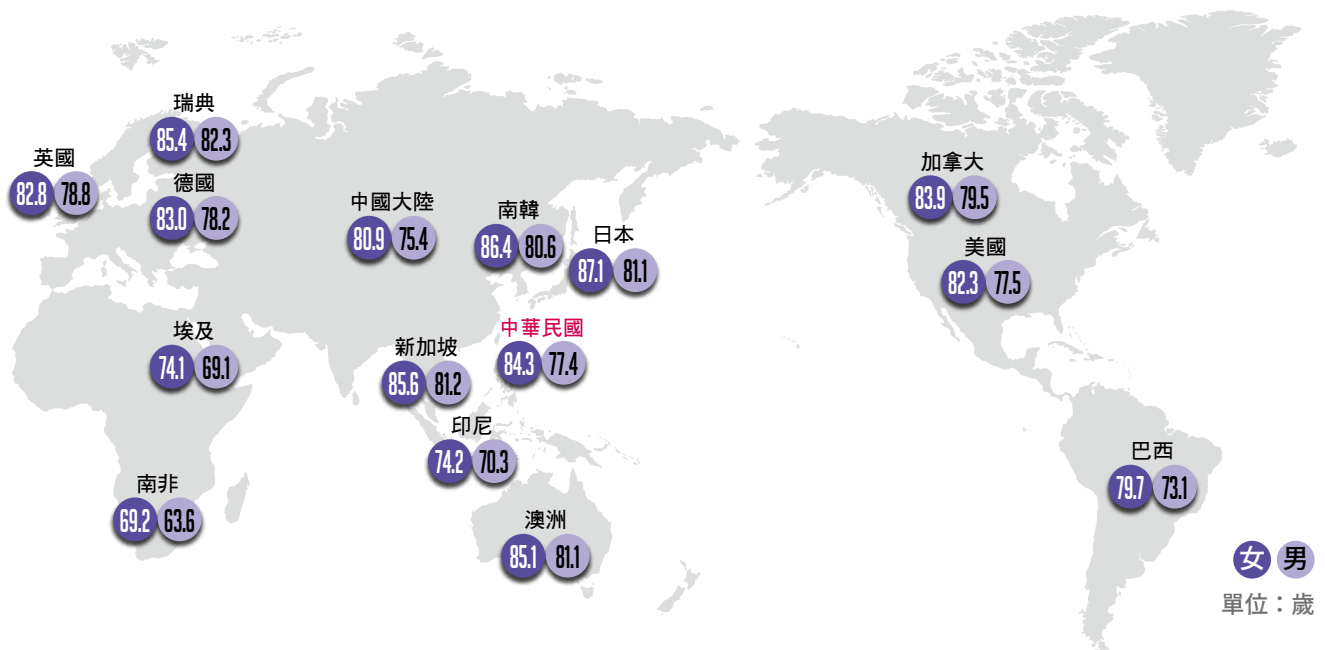 瑞典
85.4 82.3
英國
82.8 78.8
德國
83.0 78.2
中國大陸
80.9 75.4
南韓
86.4 80.6
日本
87.1 81.1
加拿大
83.9 79.5
美國
82.3 77.5
埃及
74.1 69.1
新加坡
85.6 81.2
中華民國
84.3 77.4
印尼
74.2 70.3
南非
69.2 63.6
澳洲
85.1 81.1
巴西
79.7 73.1
女 男
單位：歲